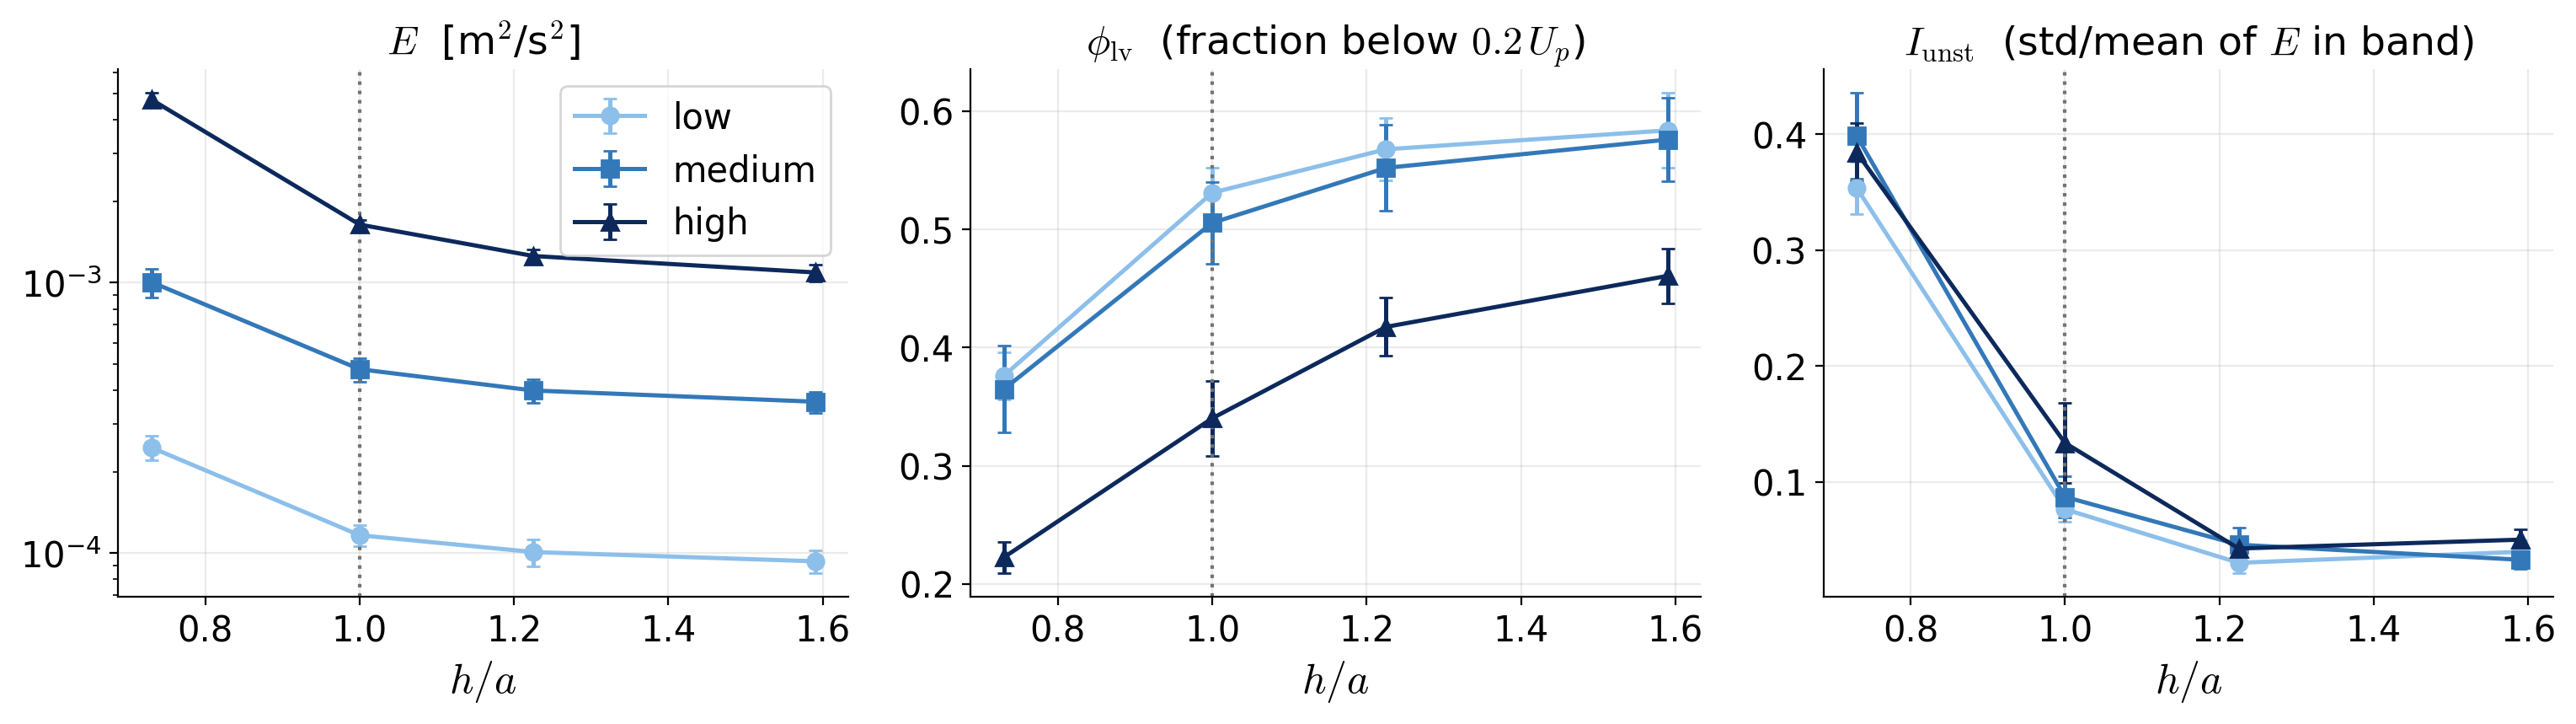 E [m²/s²]
10⁻³
10⁻⁴
0.8 1.0 1.2 1.4 1.6
h/a
low
medium
high
ϕ_lv (fraction below 0.2 U_p)
0.6
0.5
0.4
0.3
0.2
0.8 1.0 1.2 1.4 1.6
h/a
I_unst (std/mean of E in band)
0.4
0.3
0.2
0.1
0.8 1.0 1.2 1.4 1.6
h/a